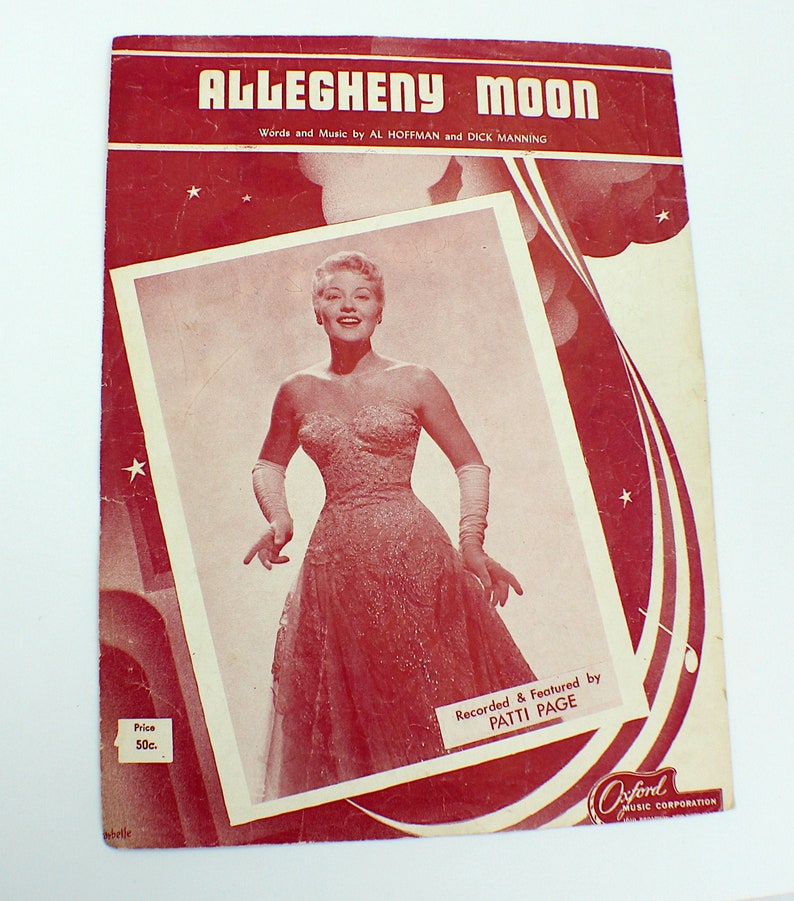 ALLEGHENY MOON
Words and Music by AL HOFFMAN and DICK MANNING
Recorded & Featured by
PATTI PAGE
Price
50c.
Oxford
MUSIC CORPORATION